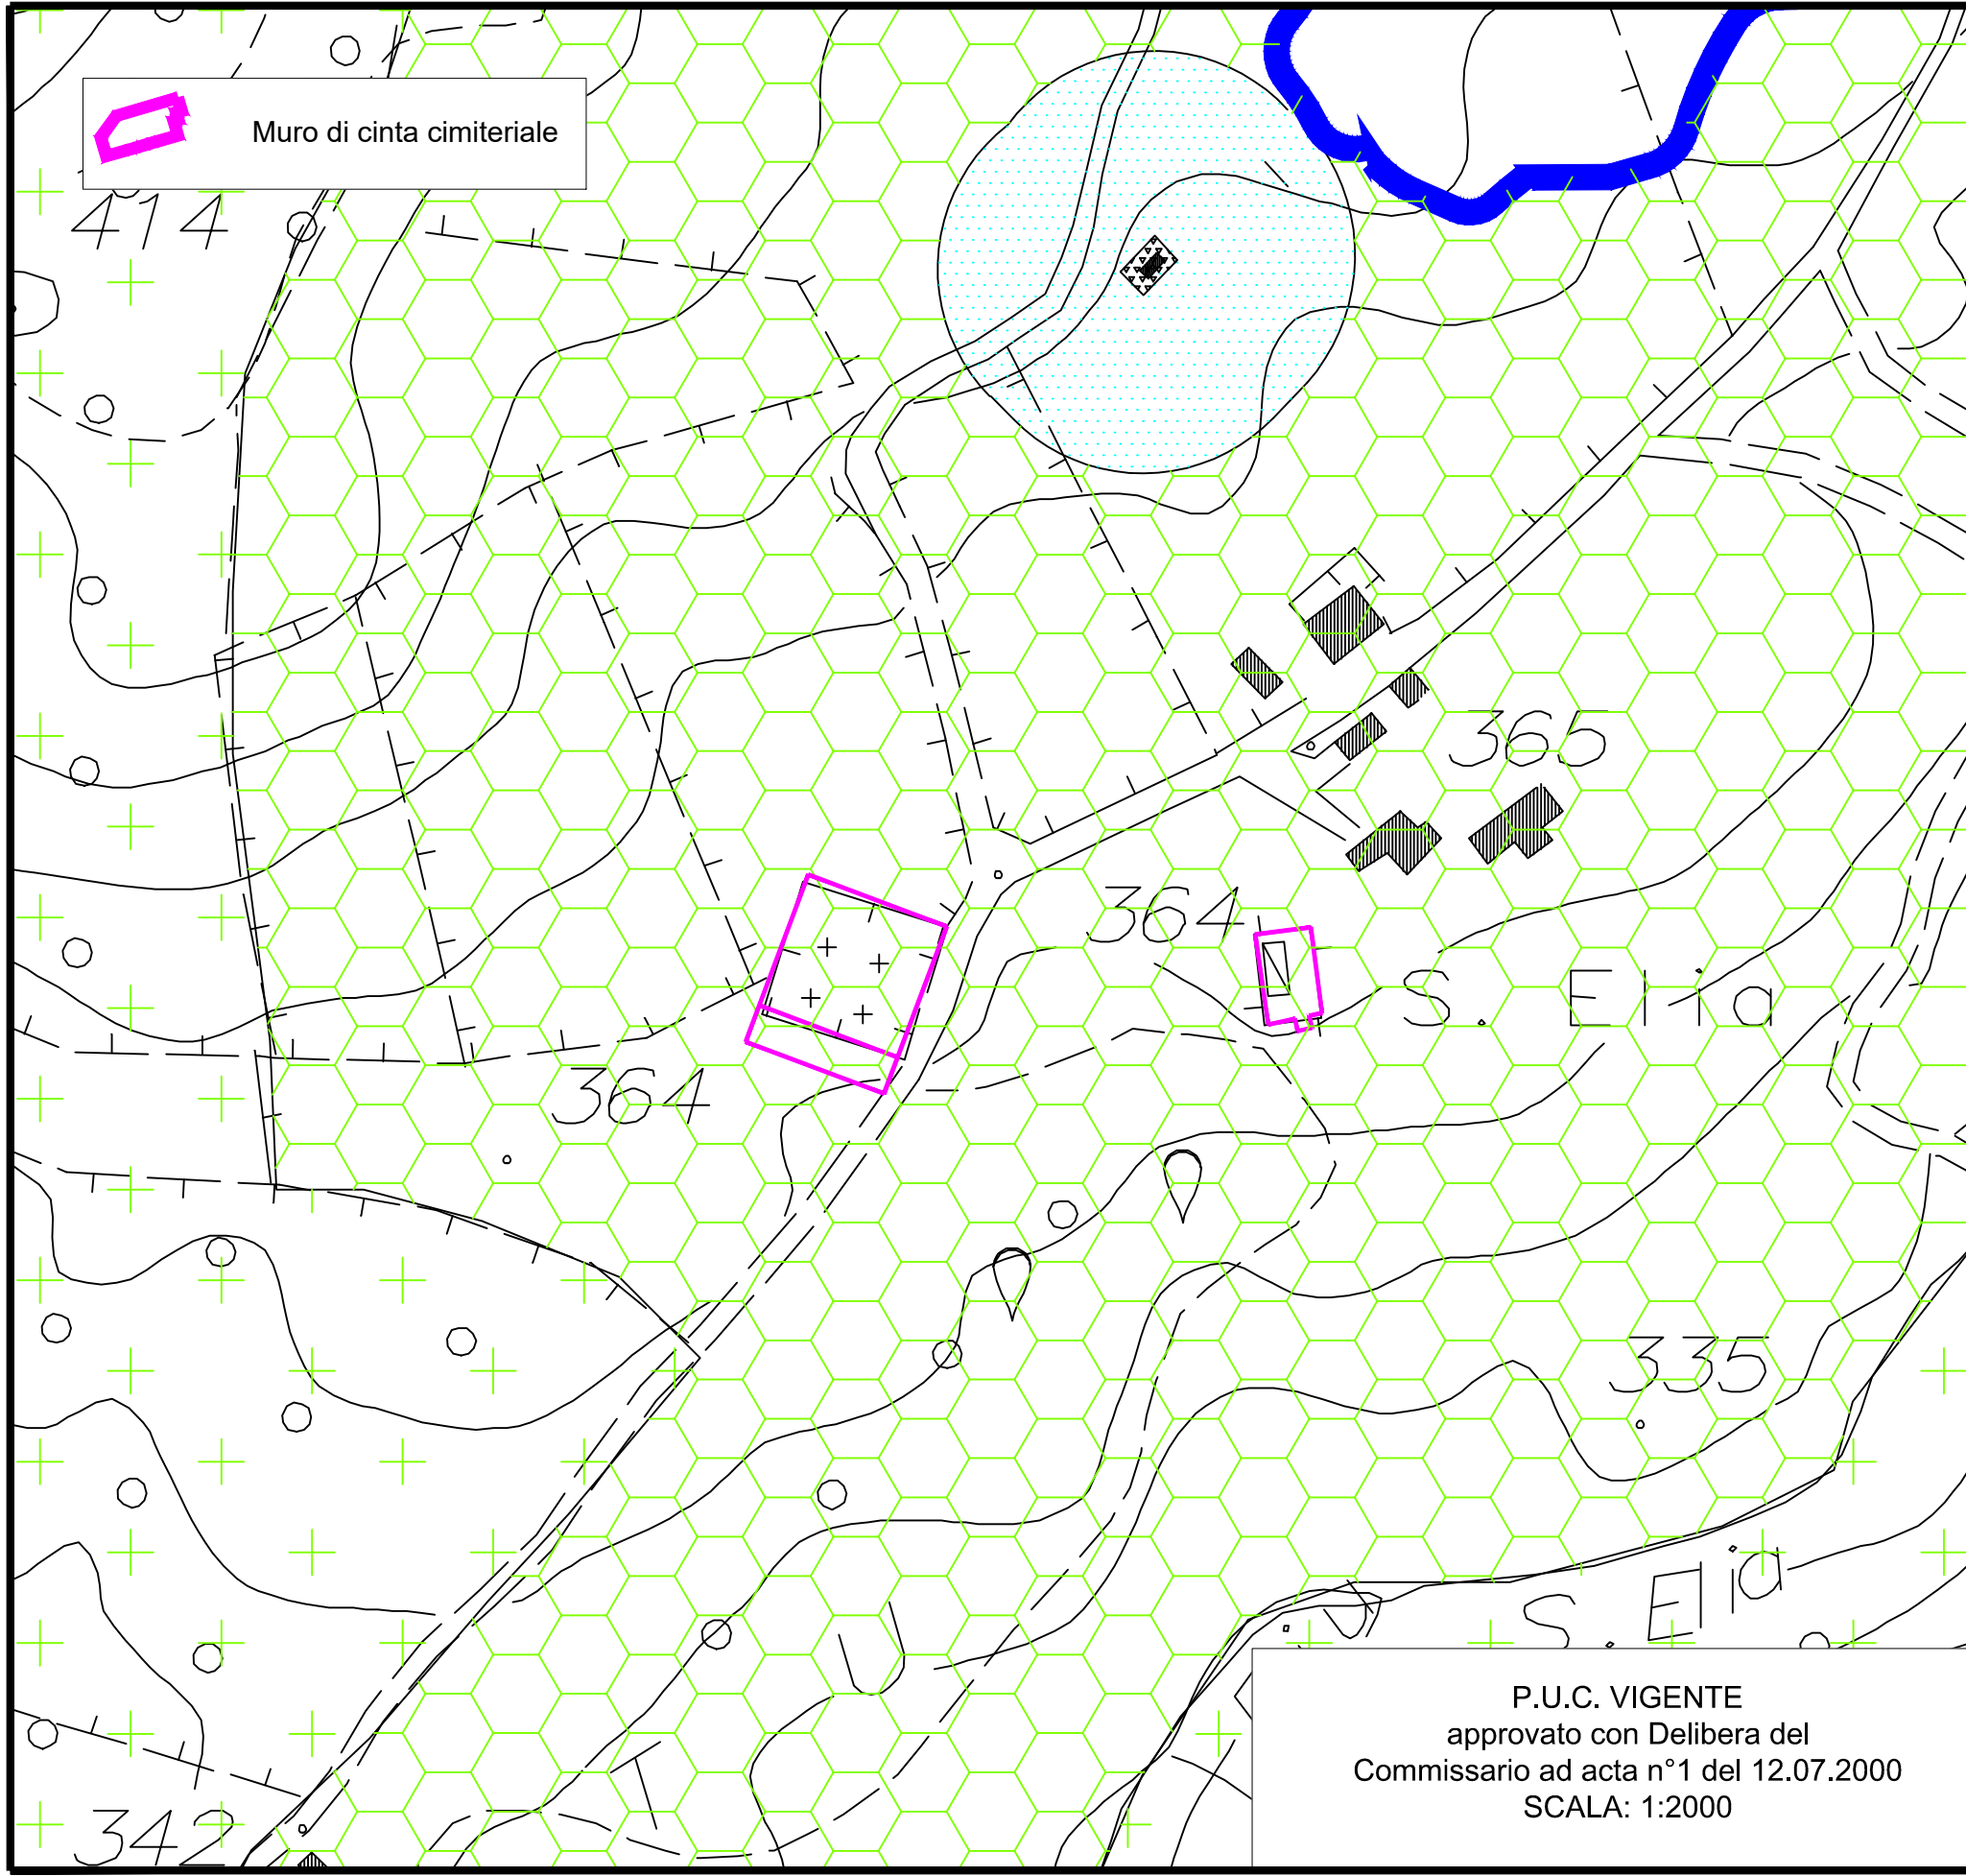 Muro di cinta cimiteriale
414
365
364
S. Elia
364
335
S. Elia
342
P.U.C. VIGENTE
approvato con Delibera del
Commissario ad acta n°1 del 12.07.2000
SCALA: 1:2000